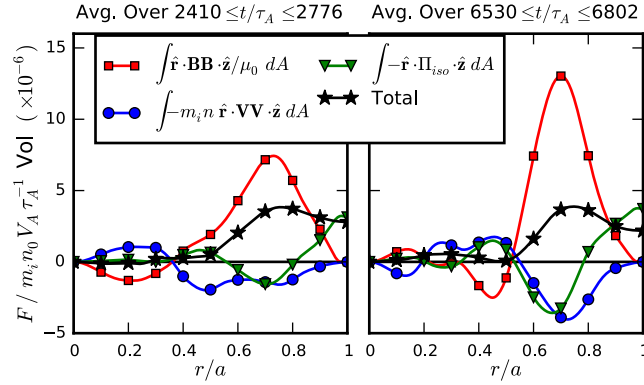 Avg. Over 2410 ≤t/τ_A ≤2776
Avg. Over 6530 ≤t/τ_A ≤6802
∫ r̂·BB·ẑ/μ_0 dA
∫ −m_i n r̂·VV·ẑ dA
∫ −r̂·Π_iso·ẑ dA
Total
F / m_i n_0 V_A τ_A^{−1} Vol (×10^{−6})
15
10
5
0
−5
0 0.2 0.4 0.6 0.8 1
0 0.2 0.4 0.6 0.8 1
r/a
r/a